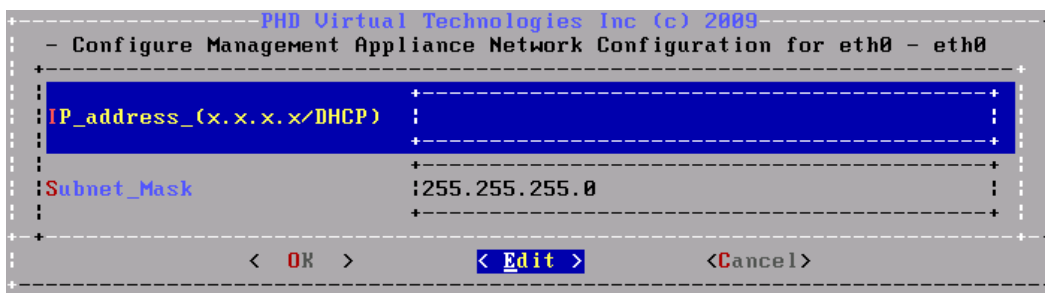 PHD Virtual Technologies Inc (c) 2009
- Configure Management Appliance Network Configuration for eth0 - eth0
IP_address_(x.x.x.x/DHCP)
Subnet_Mask 255.255.255.0
< OK > < Edit > <Cancel>